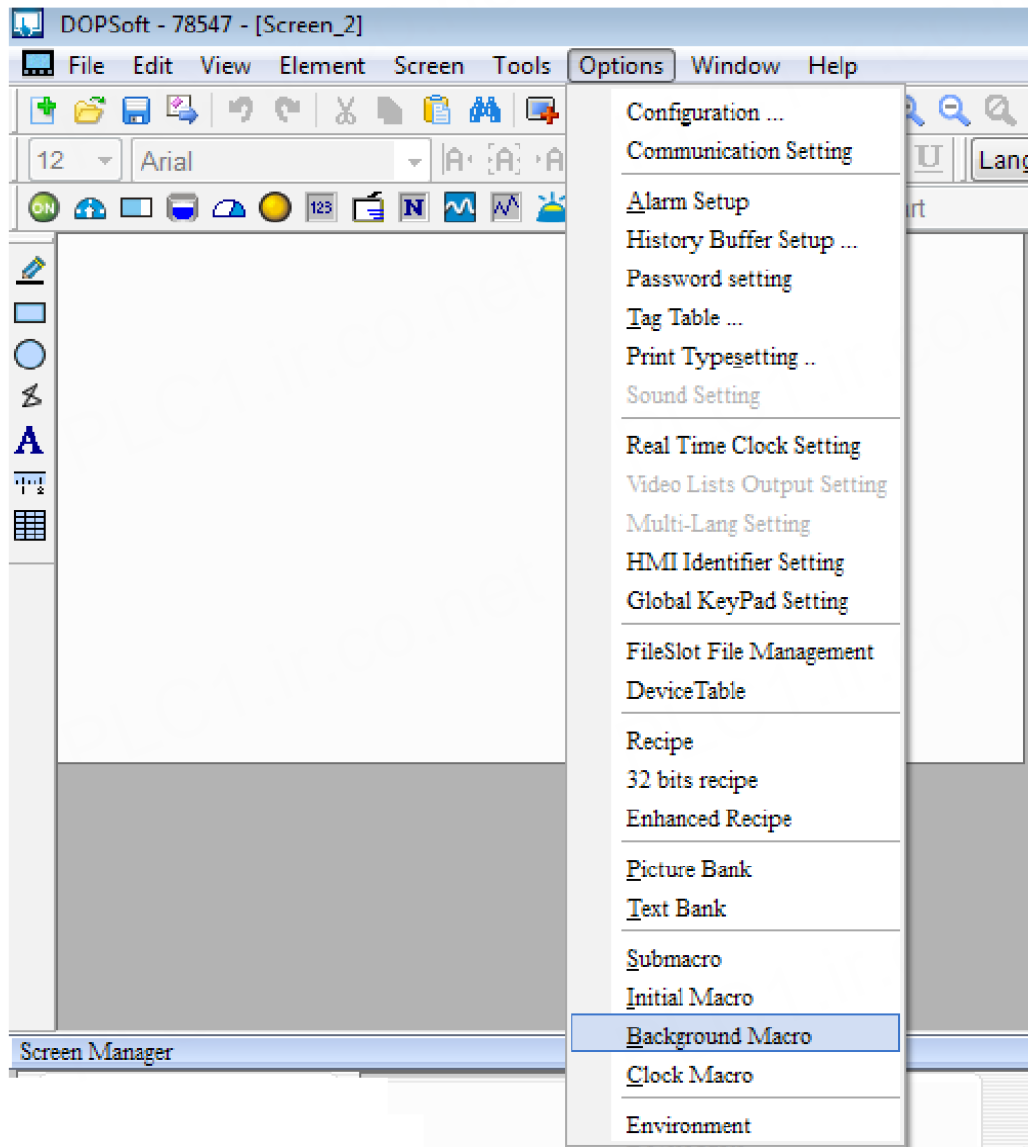 DOPSoft - 78547 - [Screen_2]
File Edit View Element Screen Tools Options Window Help
12 Arial U Lang
ON 123 N rt
A
Configuration ...
Communication Setting
Alarm Setup
History Buffer Setup ...
Password setting
Tag Table ...
Print Typesetting ..
Sound Setting
Real Time Clock Setting
Video Lists Output Setting
Multi-Lang Setting
HMI Identifier Setting
Global KeyPad Setting
FileSlot File Management
DeviceTable
Recipe
32 bits recipe
Enhanced Recipe
Picture Bank
Text Bank
Submacro
Initial Macro
Background Macro
Clock Macro
Environment
Screen Manager